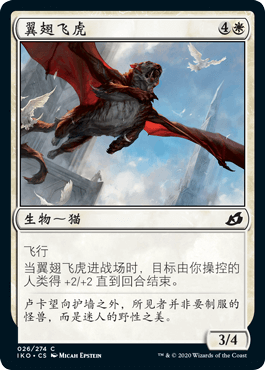 翼翅飞虎 4
生物～猫
飞行
当翼翅飞虎进战场时，目标由你操控的
人类得 +2/+2 直到回合结束。
卢卡望向护墙之外，所见者并非要制服的
怪兽，而是迷人的野性之美。
3/4
026/274 C
IKO • CS MICAH EPSTEIN
™ & © 2020 Wizards of the Coast